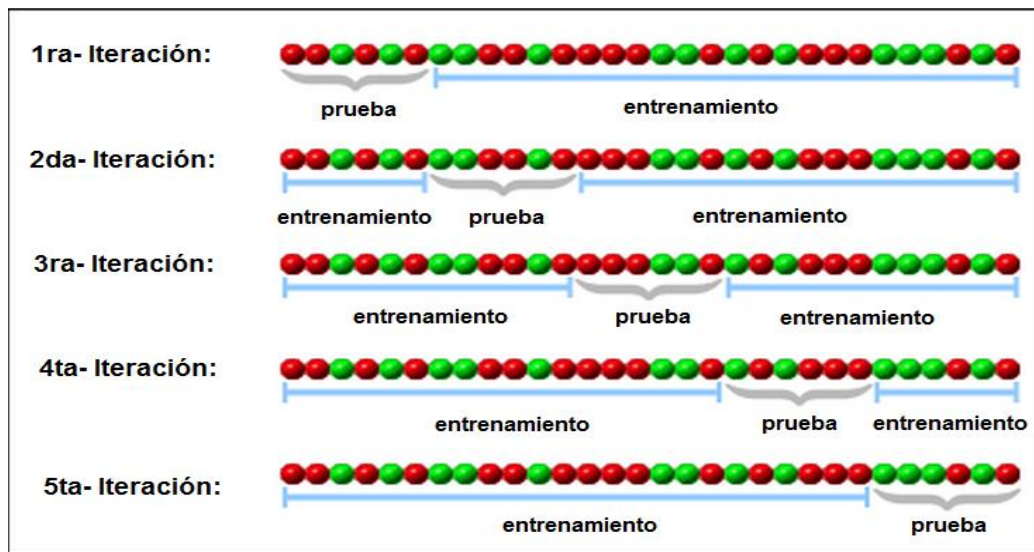 1ra- Iteración:
prueba
entrenamiento
2da- Iteración:
entrenamiento
prueba
entrenamiento
3ra- Iteración:
entrenamiento
prueba
entrenamiento
4ta- Iteración:
entrenamiento
prueba
entrenamiento
5ta- Iteración:
entrenamiento
prueba